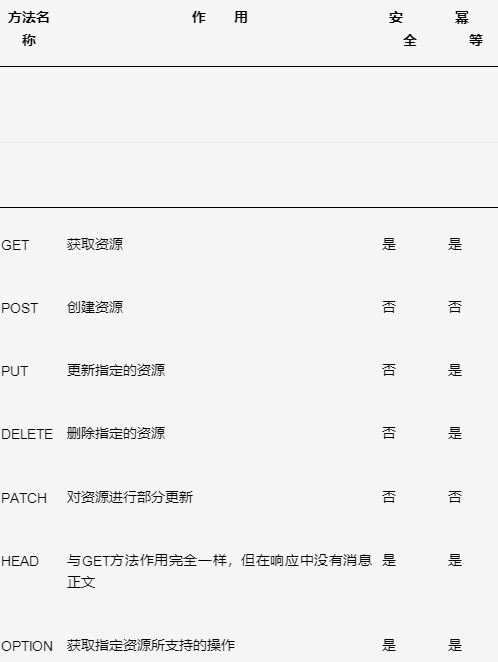 方法名 作 用 安 幂
称 全 等
GET 获取资源 是 是
POST 创建资源 否 否
PUT 更新指定的资源 否 是
DELETE 删除指定的资源 否 是
PATCH 对资源进行部分更新 否 否
HEAD 与GET方法作用完全一样，但在响应中没有消息 是 是
正文
OPTION 获取指定资源所支持的操作 是 是